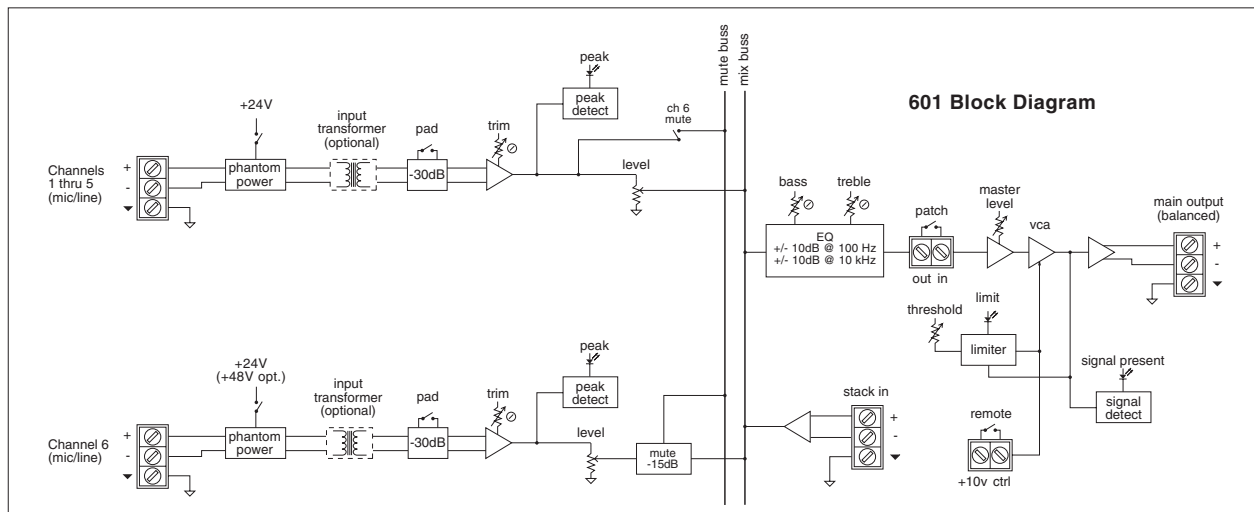 601 Block Diagram
Channels
1 thru 5
(mic/line)
+
-
+24V
phantom
power
input
transformer
(optional)
pad
-30dB
trim
peak
peak
detect
ch 6
mute
level
mute buss
mix buss
bass
treble
EQ
+/- 10dB @ 100 Hz
+/- 10dB @ 10 kHz
patch
out in
master
level
vca
main output
(balanced)
+
-
threshold
limit
limiter
signal present
signal
detect
remote
+10v ctrl
stack in
+
-
Channel 6
(mic/line)
+
-
+24V
(+48V opt.)
phantom
power
input
transformer
(optional)
pad
-30dB
trim
peak
peak
detect
level
mute
-15dB